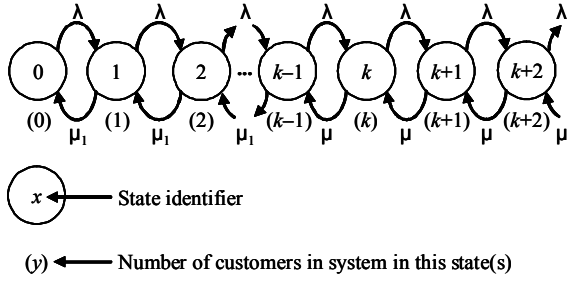 λ λ λ λ λ λ λ
0 1 2 ... k–1 k k+1 k+2
(0) (1) (2) (k–1) (k) (k+1) (k+2)
μ₁ μ₁ μ₁ μ μ μ μ
x State identifier
(y) Number of customers in system in this state(s)